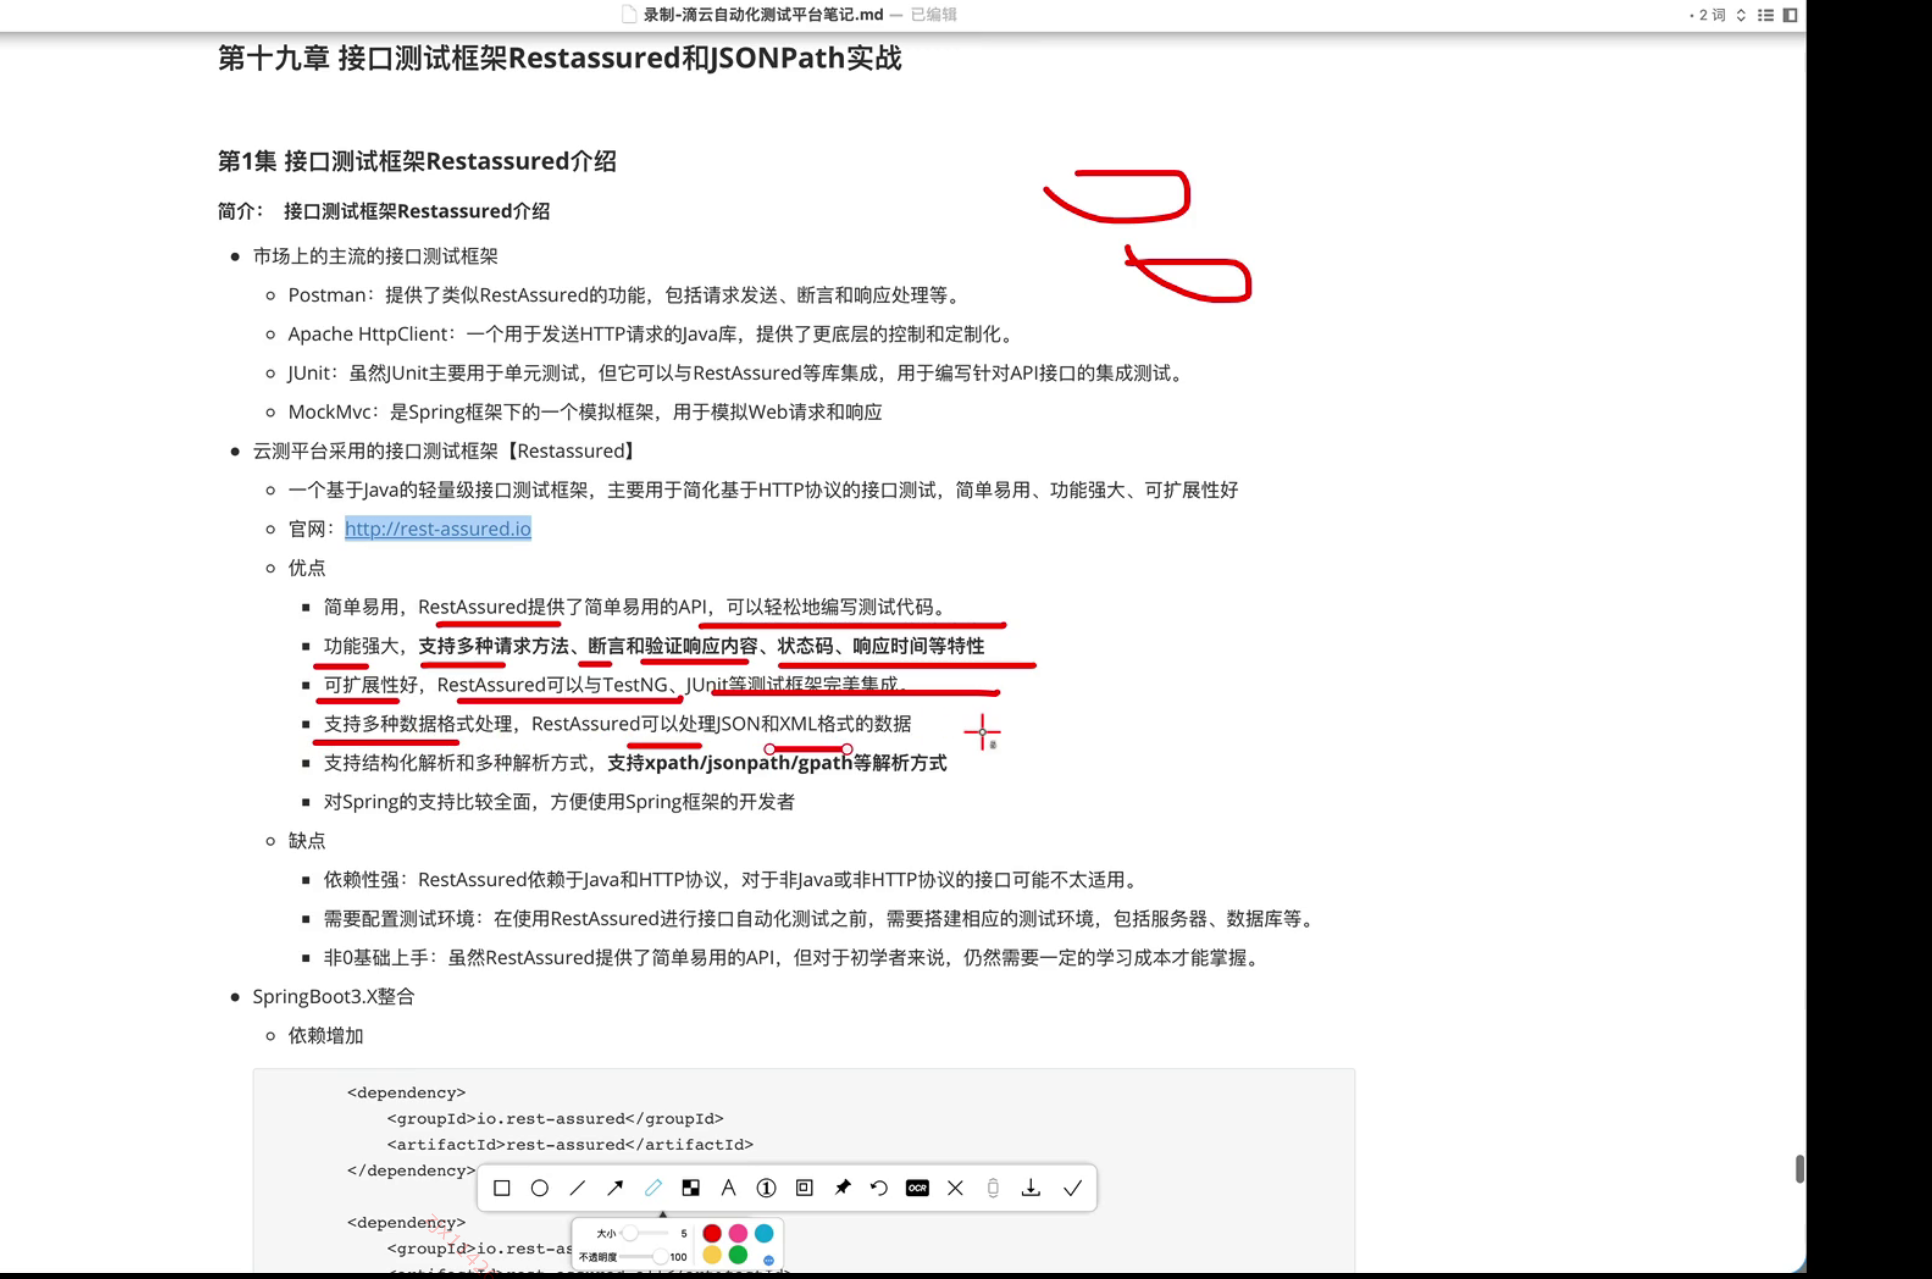 录制-滴云自动化测试平台笔记.md — 已编辑
• 2 词
第十九章 接口测试框架Restassured和JSONPath实战
第1集 接口测试框架Restassured介绍
简介： 接口测试框架Restassured介绍
市场上的主流的接口测试框架
Postman：提供了类似RestAssured的功能，包括请求发送、断言和响应处理等。
Apache HttpClient：一个用于发送HTTP请求的Java库，提供了更底层的控制和定制化。
JUnit：虽然JUnit主要用于单元测试，但它可以与RestAssured等库集成，用于编写针对API接口的集成测试。
MockMvc：是Spring框架下的一个模拟框架，用于模拟Web请求和响应
云测平台采用的接口测试框架【Restassured】
一个基于Java的轻量级接口测试框架，主要用于简化基于HTTP协议的接口测试，简单易用、功能强大、可扩展性好
官网：http://rest-assured.io
优点
简单易用，RestAssured提供了简单易用的API，可以轻松地编写测试代码。
功能强大，支持多种请求方法、断言和验证响应内容、状态码、响应时间等特性
可扩展性好，RestAssured可以与TestNG、JUnit等测试框架完美集成。
支持多种数据格式处理，RestAssured可以处理JSON和XML格式的数据
支持结构化解析和多种解析方式，支持xpath/jsonpath/gpath等解析方式
对Spring的支持比较全面，方便使用Spring框架的开发者
缺点
依赖性强：RestAssured依赖于Java和HTTP协议，对于非Java或非HTTP协议的接口可能不太适用。
需要配置测试环境：在使用RestAssured进行接口自动化测试之前，需要搭建相应的测试环境，包括服务器、数据库等。
非0基础上手：虽然RestAssured提供了简单易用的API，但对于初学者来说，仍然需要一定的学习成本才能掌握。
SpringBoot3.X整合
依赖增加
<dependency>
<groupId>io.rest-assured</groupId>
<artifactId>rest-assured</artifactId>
</dependency>
A ① OCR
<dependency>
大小 5
<groupId>io.rest-as
不透明度 100